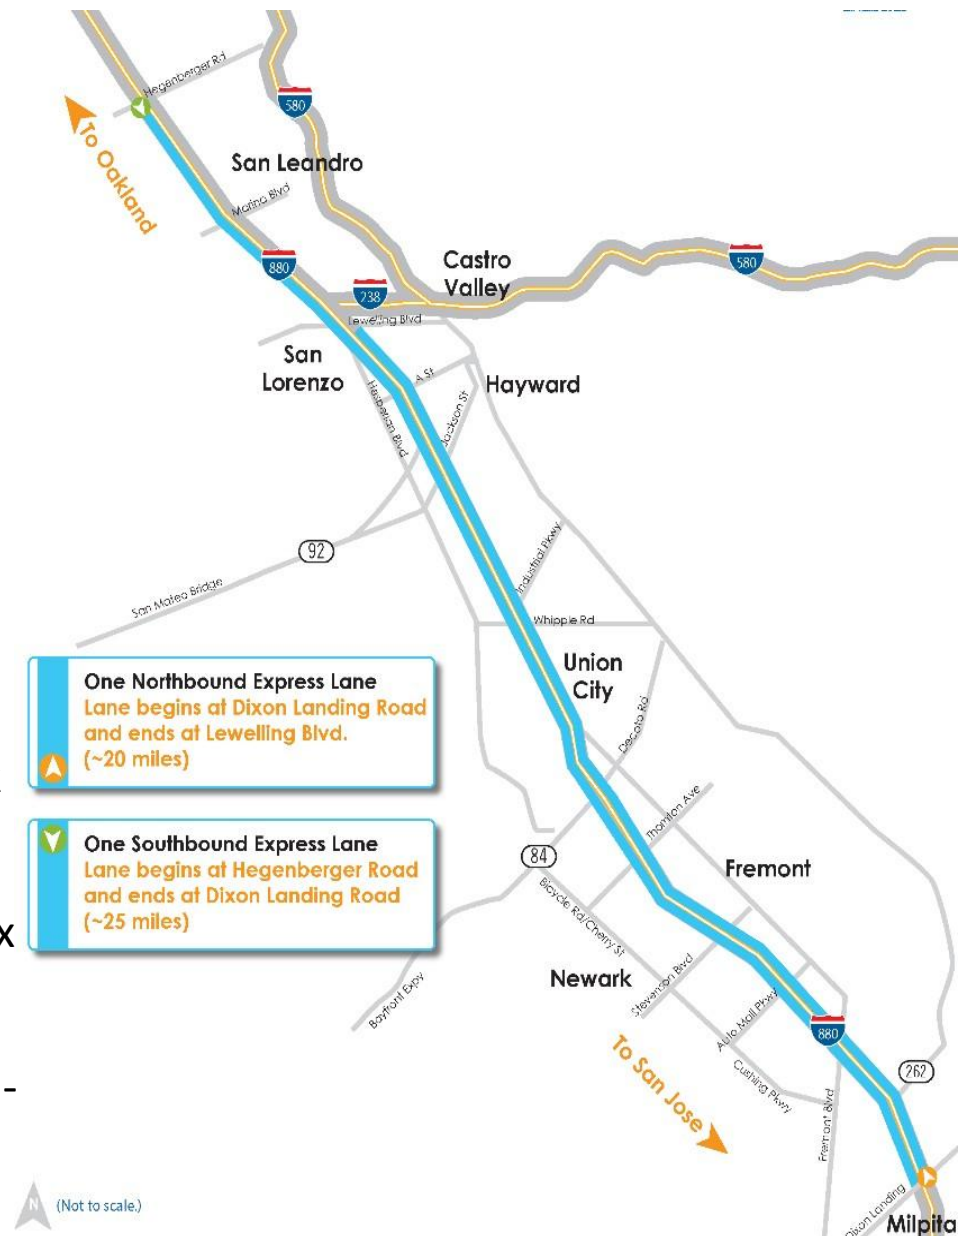 Hegenberger Rd
580
To Oakland
San Leandro
Marina Blvd
880
Castro
Valley
580
238
Lewelling Blvd
San
Lorenzo
A St
Hayward
Hesperian Blvd
Jackson St
92
San Mateo Bridge
Industrial Pkwy
Whipple Rd
Union
City
Decoto Rd
One Northbound Express Lane
Lane begins at Dixon Landing Road
and ends at Lewelling Blvd.
(~20 miles)
Thornton Ave
One Southbound Express Lane
Lane begins at Hegenberger Road
and ends at Dixon Landing Road
(~25 miles)
84
Fremont
Bicycle Rd/Cherry St
x
Newark
Stevenson Blvd
Bayfront Expy
Auto Mall Pkwy
880
To San Jose
Cushing Pkwy
262
-
Fremont Blvd
N
(Not to scale.)
Dixon Landing
Milpita